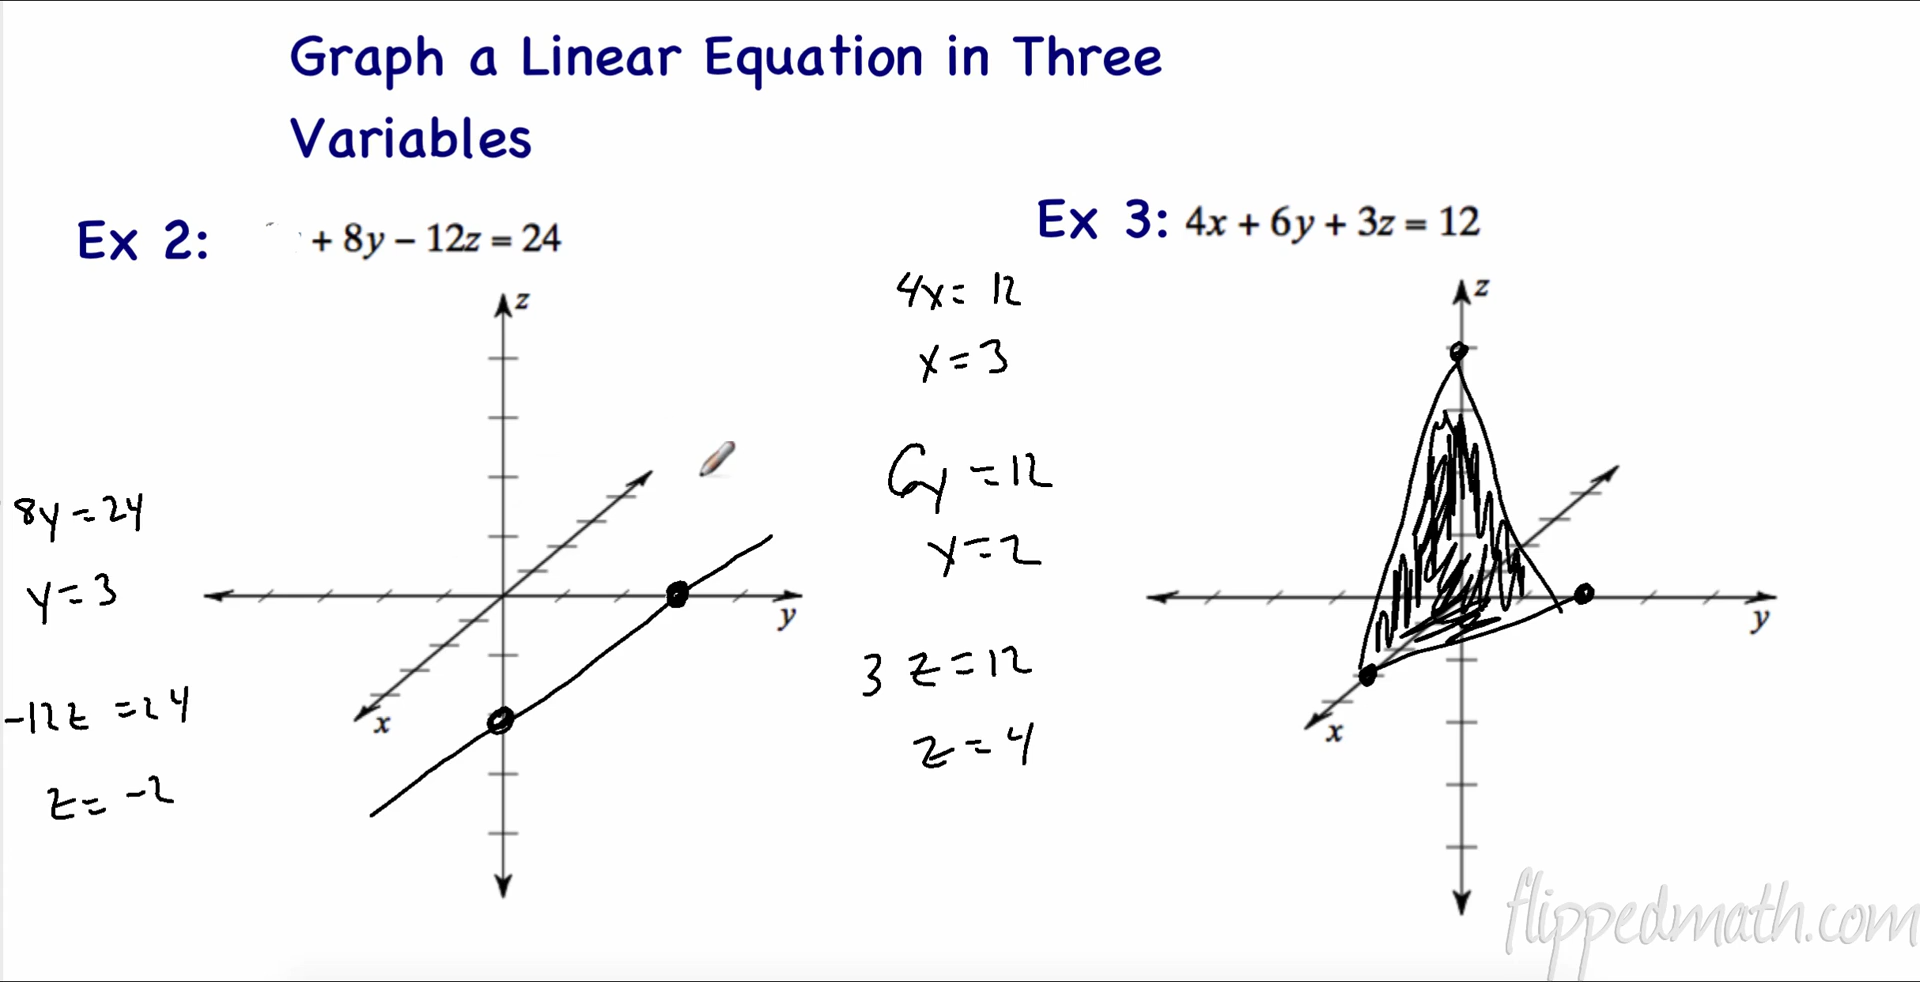 Graph a Linear Equation in Three
Variables
Ex 2: + 8y – 12z = 24
z
y
x
8y = 24
y = 3
-12z = 24
z = -2
Ex 3: 4x + 6y + 3z = 12
4x = 12
x = 3
6y = 12
y = 2
3 z = 12
z = 4
z
y
x
flippedmath.com